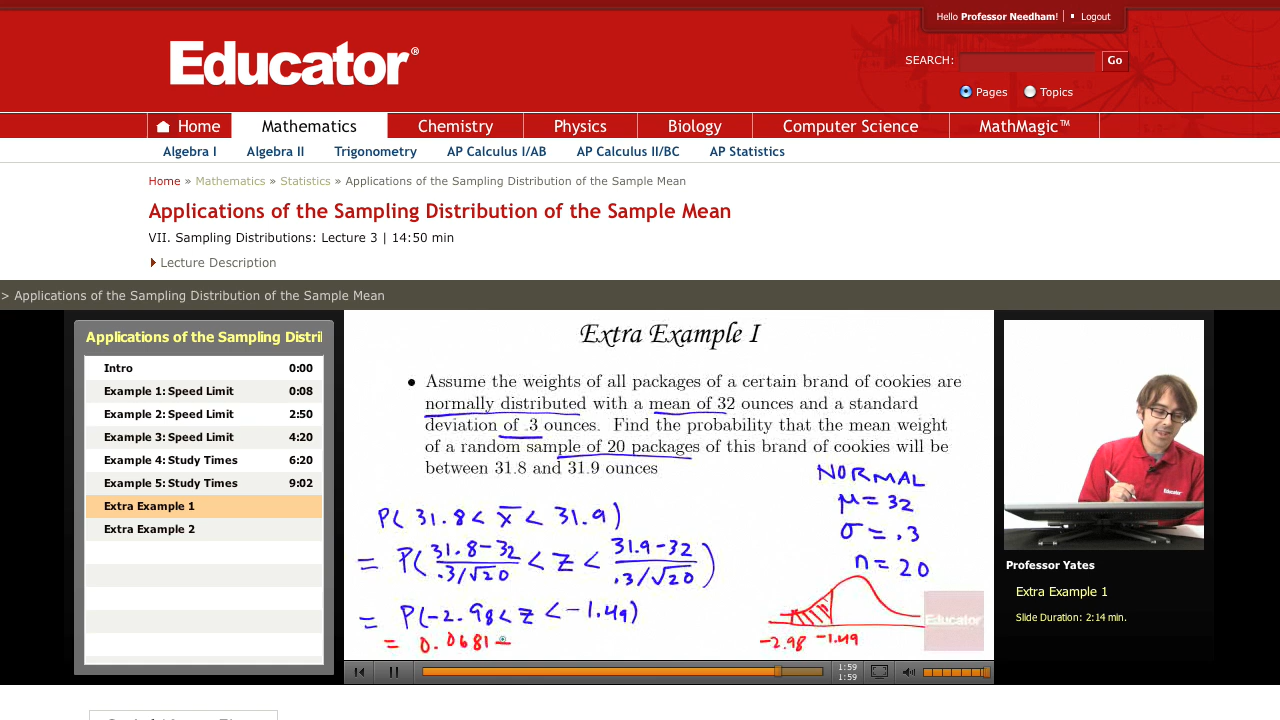 Hello Professor Needham! Logout
Educator®
SEARCH: Go
Pages Topics
Home Mathematics Chemistry Physics Biology Computer Science MathMagic™
Algebra I Algebra II Trigonometry AP Calculus I/AB AP Calculus II/BC AP Statistics
Home » Mathematics » Statistics » Applications of the Sampling Distribution of the Sample Mean
Applications of the Sampling Distribution of the Sample Mean
VII. Sampling Distributions: Lecture 3 | 14:50 min
Lecture Description
> Applications of the Sampling Distribution of the Sample Mean
Applications of the Sampling
Intro 0:00
Example 1: Speed Limit 0:08
Example 2: Speed Limit 2:50
Example 3: Speed Limit 4:20
Example 4: Study Times 6:20
Example 5: Study Times 9:02
Extra Example 1
Extra Example 2
Extra Example I
• Assume the weights of all packages of a certain brand of cookies are
normally distributed with a mean of 32 ounces and a standard
deviation of .3 ounces. Find the probability that the mean weight
of a random sample of 20 packages of this brand of cookies will be
between 31.8 and 31.9 ounces
NORMAL
μ = 32
σ = .3
n = 20
P(31.8 < x̄ < 31.9)
= P(31.8-32/.3/√20 < z < 31.9-32/.3/√20)
= P(-2.98 < z < -1.49)
= 0.0681 -
-2.98 -1.49
Educator
1:59
1:59
Educator
Professor Yates
Extra Example 1
Slide Duration: 2:14 min.